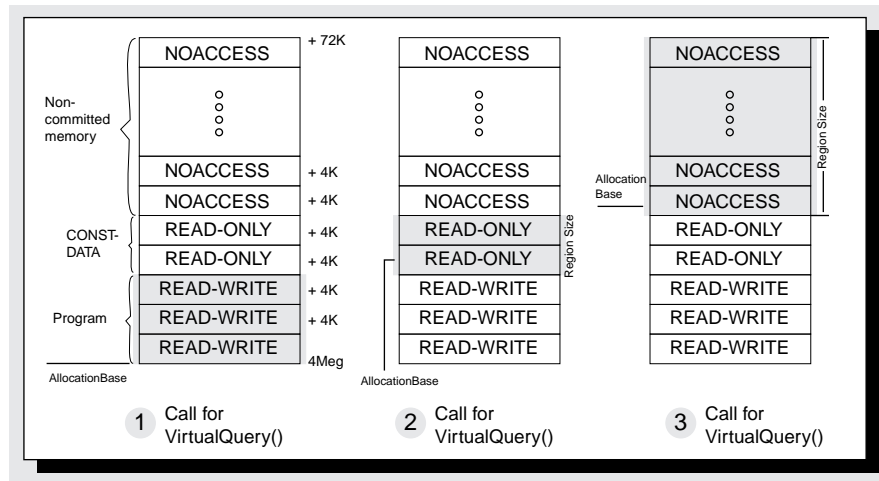 + 72K
NOACCESS
Non-
committed
memory
NOACCESS
+ 4K
NOACCESS
+ 4K
CONST-
DATA
READ-ONLY
+ 4K
READ-ONLY
+ 4K
Program
READ-WRITE
+ 4K
READ-WRITE
+ 4K
READ-WRITE
4Meg
AllocationBase
1 Call for
VirtualQuery()
NOACCESS
NOACCESS
NOACCESS
READ-ONLY
READ-ONLY
Region Size
READ-WRITE
READ-WRITE
READ-WRITE
AllocationBase
2 Call for
VirtualQuery()
NOACCESS
Region Size
NOACCESS
Allocation
Base
NOACCESS
READ-ONLY
READ-ONLY
READ-WRITE
READ-WRITE
READ-WRITE
3 Call for
VirtualQuery()